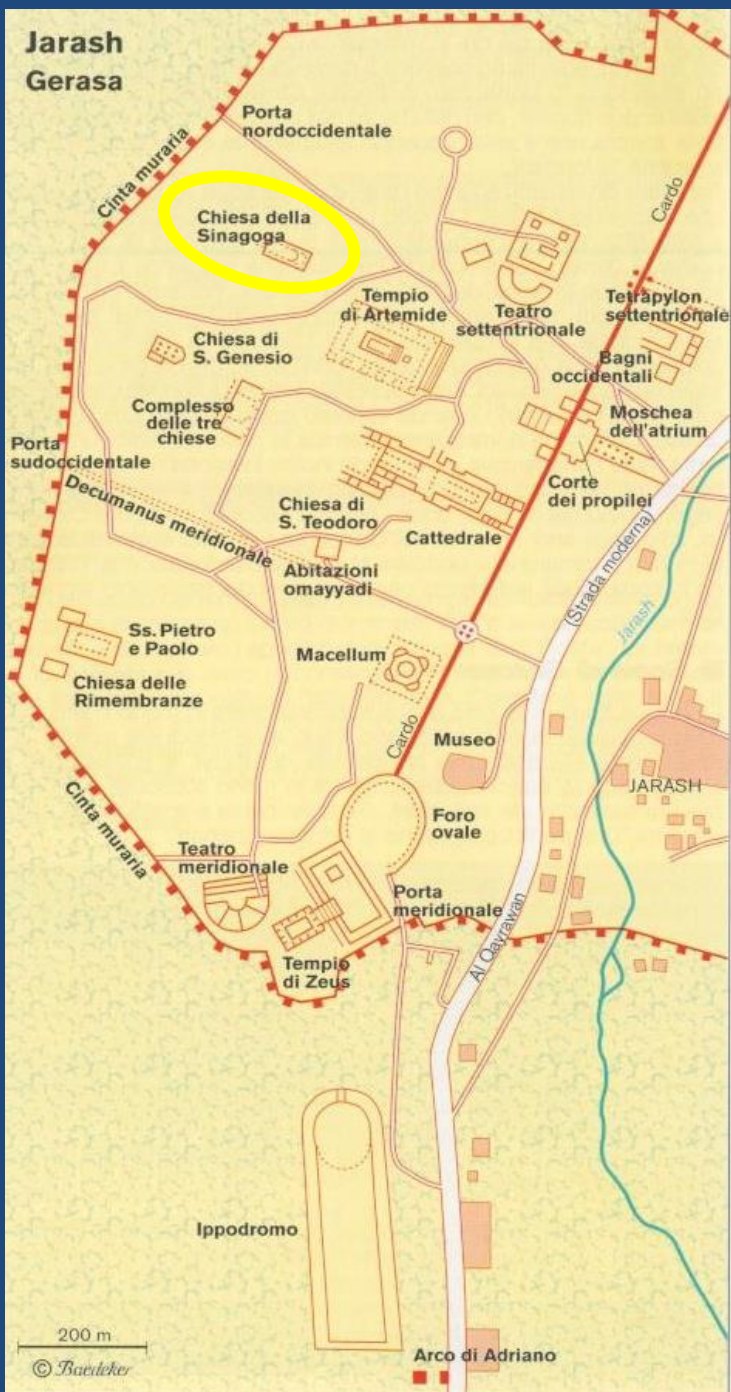 Jarash
Gerasa
Porta
nordoccidentale
Cinta muraria
Cardo
Chiesa della
Sinagoga
Tempio
di Artemide
Teatro
settentrionale
Tetrapylon
settentrionale
Chiesa di
S. Genesio
Bagni
occidentali
Complesso
delle tre
chiese
Moschea
dell'atrium
Porta
sudoccidentale
Corte
dei propilei
Decumanus meridionale
Chiesa di
S. Teodoro
Cattedrale
(Strada moderna)
Abitazioni
omayyadi
Jarash
Ss. Pietro
e Paolo
Macellum
Chiesa delle
Rimembranze
Cardo
Museo
JARASH
Cinta muraria
Foro
ovale
Teatro
meridionale
Porta
meridionale
Al Qayrawan
Tempio
di Zeus
Ippodromo
200 m
© Baedeker
Arco di Adriano